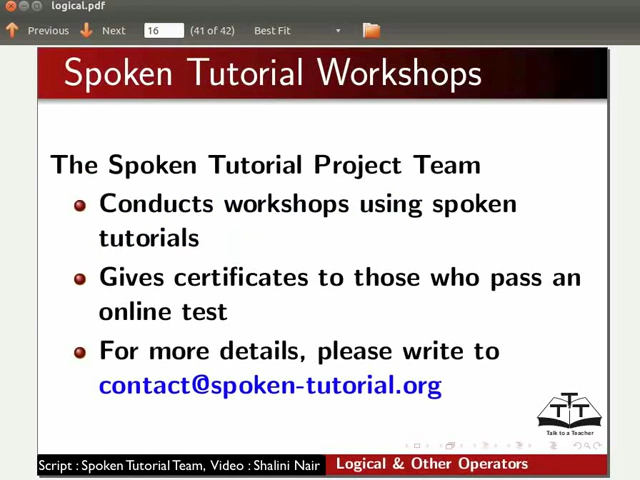 logical.pdf
Previous Next 16 (41 of 42) Best Fit
Spoken Tutorial Workshops
The Spoken Tutorial Project Team
Conducts workshops using spoken
tutorials
Gives certificates to those who pass an
online test
For more details, please write to
contact@spoken-tutorial.org
Talk to a Teacher
Script : Spoken Tutorial Team, Video : Shalini Nair Logical & Other Operators